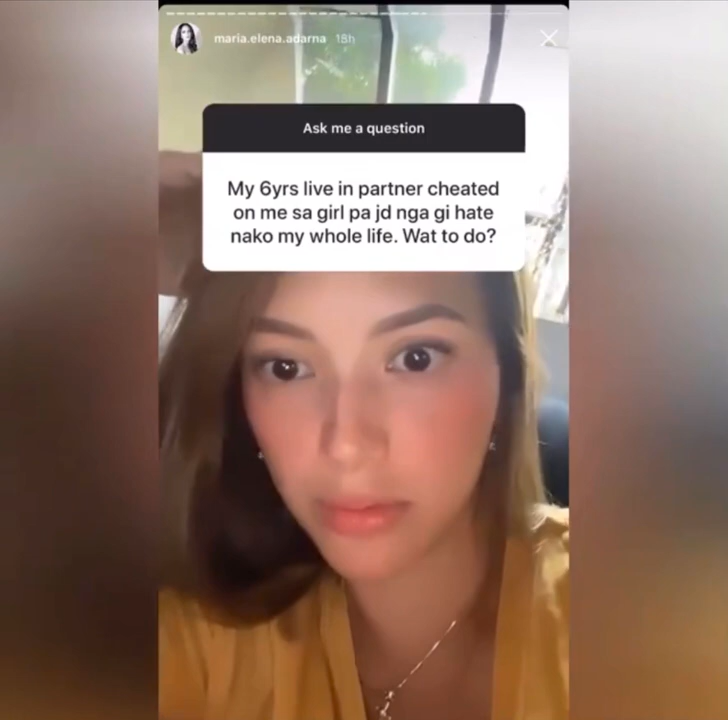 maria.elena.adarna 18h
Ask me a question
My 6yrs live in partner cheated
on me sa girl pa jd nga gi hate
nako my whole life. Wat to do?